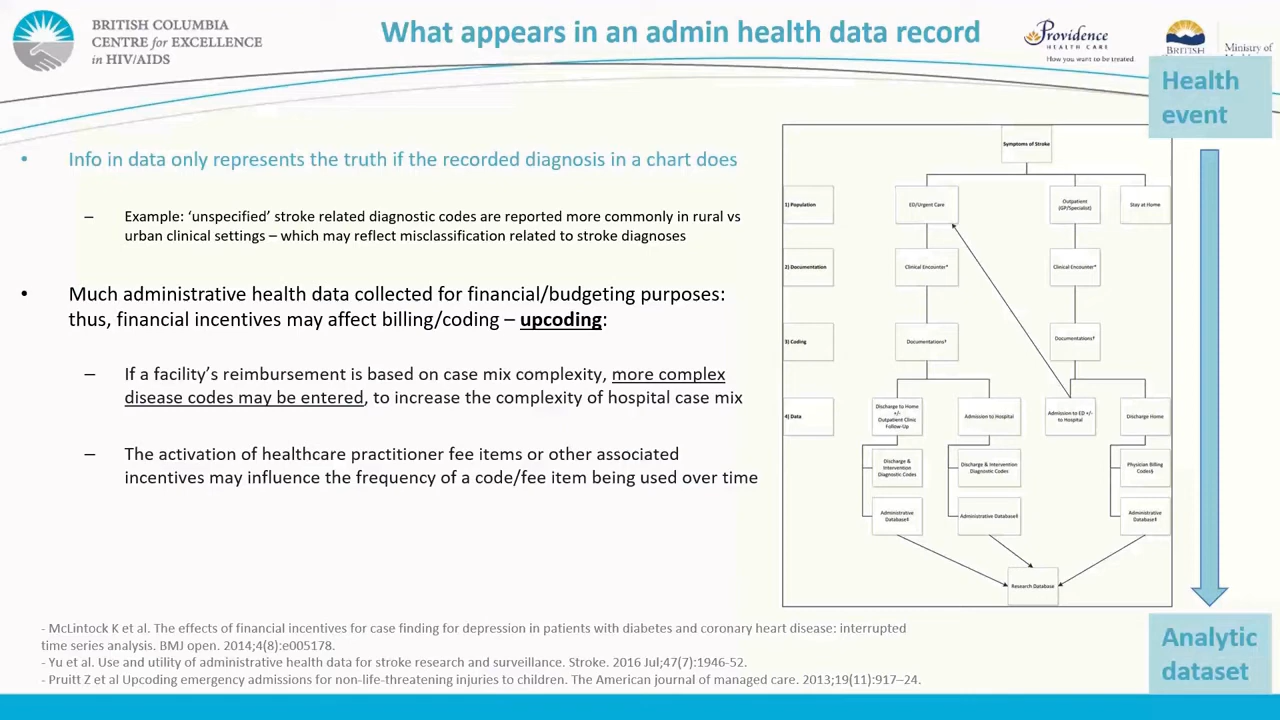 BRITISH COLUMBIA
CENTRE for EXCELLENCE
in HIV/AIDS
What appears in an admin health data record
Providence
HEALTH CARE
How you want to be treated
BRITISH
Ministry of
Health
event
• Info in data only represents the truth if the recorded diagnosis in a chart does
– Example: ‘unspecified’ stroke related diagnostic codes are reported more commonly in rural vs
urban clinical settings – which may reflect misclassification related to stroke diagnoses
• Much administrative health data collected for financial/budgeting purposes:
thus, financial incentives may affect billing/coding – upcoding:
– If a facility’s reimbursement is based on case mix complexity, more complex
disease codes may be entered, to increase the complexity of hospital case mix
– The activation of healthcare practitioner fee items or other associated
incentives may influence the frequency of a code/fee item being used over time
Symptoms of Stroke
1) Population
ED/Urgent Care
Outpatient
(GP/Specialist)
Stay at Home
2) Documentation
Clinical Encounter*
Clinical Encounter*
3) Coding
Documentations†
Documentations†
4) Data
Discharge to Home
+/-
Outpatient Clinic
Follow-Up
Admission to Hospital
Admission to ED +/-
to Hospital
Discharge Home
Discharge &
Intervention
Diagnostic Codes
Discharge & Intervention
Diagnostic Codes
Physician Billing
Codes§
Administrative
Database‡
Administrative Database‡
Administrative
Database‡
Research Database
Analytic
dataset
- McLintock K et al. The effects of financial incentives for case finding for depression in patients with diabetes and coronary heart disease: interrupted
time series analysis. BMJ open. 2014;4(8):e005178.
- Yu et al. Use and utility of administrative health data for stroke research and surveillance. Stroke. 2016 Jul;47(7):1946-52.
- Pruitt Z et al Upcoding emergency admissions for non-life-threatening injuries to children. The American journal of managed care. 2013;19(11):917–24.